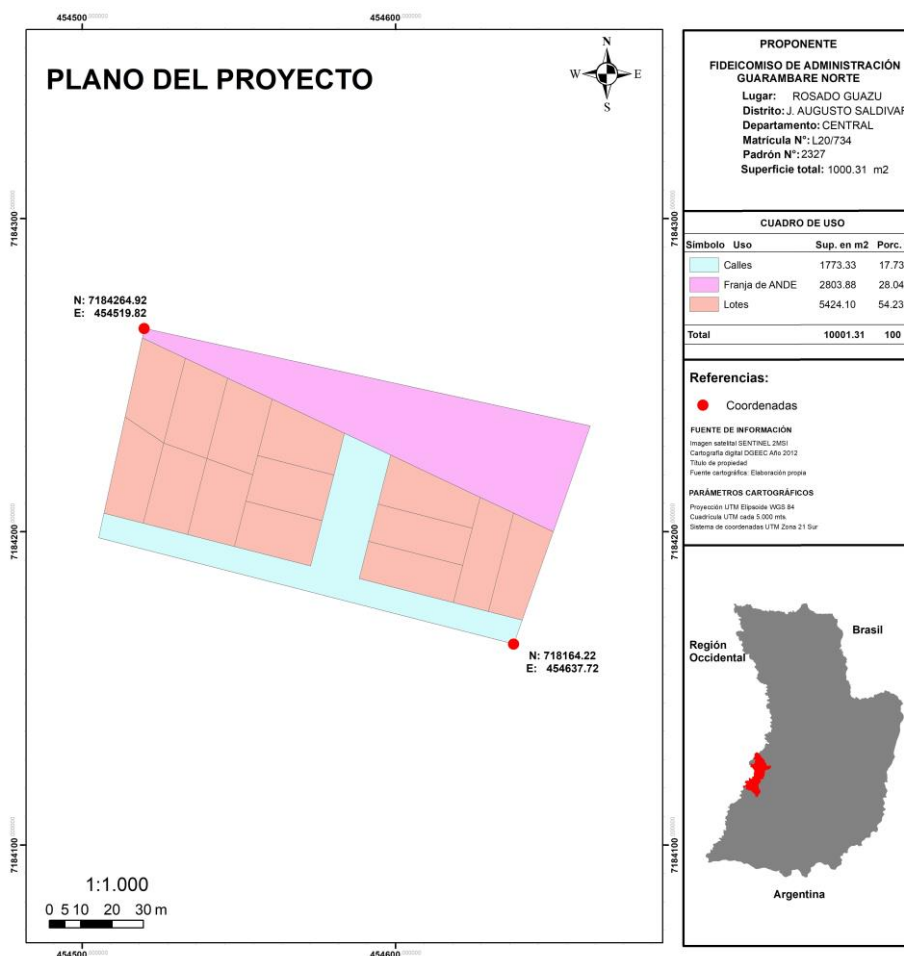 454500
454600
PLANO DEL PROYECTO
N
W
E
S
7184300
7184300
N: 7184264.92
E: 454519.82
7184200
7184200
N: 718164.22
E: 454637.72
7184100
7184100
1:1.000
0 5 10 20 30 m
454500
454600
PROPONENTE
FIDEICOMISO DE ADMINISTRACIÓN
GUARAMBARE NORTE
Lugar: ROSADO GUAZU
Distrito: J. AUGUSTO SALDIVAR
Departamento: CENTRAL
Matrícula N°: L20/734
Padrón N°: 2327
Superficie total: 1000.31 m2
CUADRO DE USO
Símbolo Uso Sup. en m2 Porc.
Calles 1773.33 17.73
Franja de ANDE 2803.88 28.04
Lotes 5424.10 54.23
Total 10001.31 100
Referencias:
Coordenadas
FUENTE DE INFORMACIÓN
Imagen satelital SENTINEL 2MSI
Cartografía digital DGEEC Año 2012
Título de propiedad
Fuente cartográfica: Elaboración propia
PARÁMETROS CARTOGRÁFICOS
Proyección UTM Elipsoide WGS 84
Cuadrícula UTM cada 5.000 mts.
Sistema de coordenadas UTM Zona 21 Sur
Región
Occidental
Brasil
Argentina